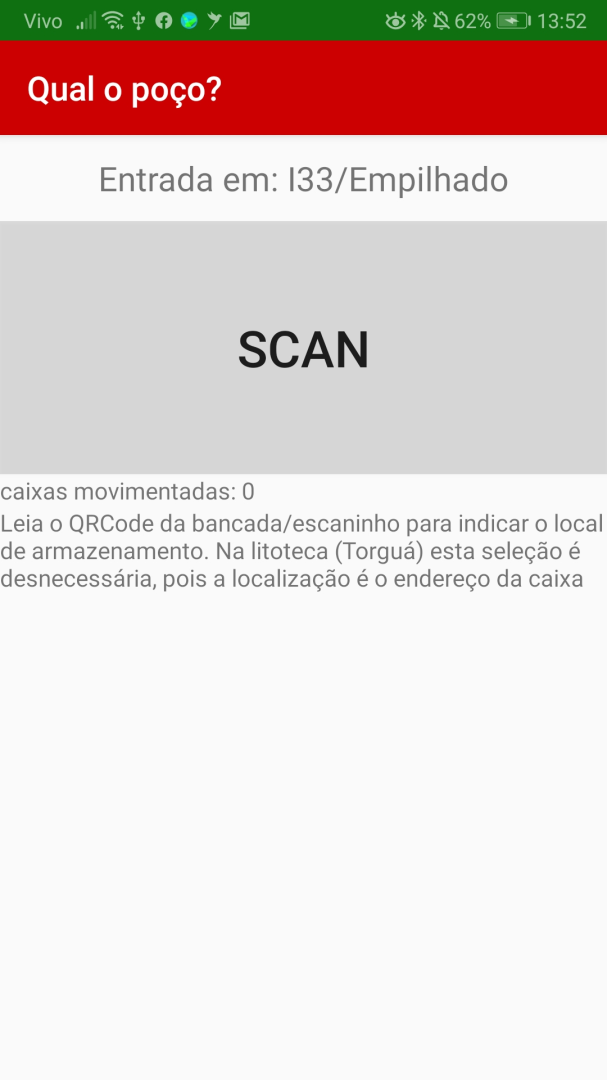 Vivo 62% 13:52
Qual o poço?
Entrada em: I33/Empilhado
SCAN
caixas movimentadas: 0
Leia o QRCode da bancada/escaninho para indicar o local
de armazenamento. Na litoteca (Torguá) esta seleção é
desnecessária, pois a localização é o endereço da caixa